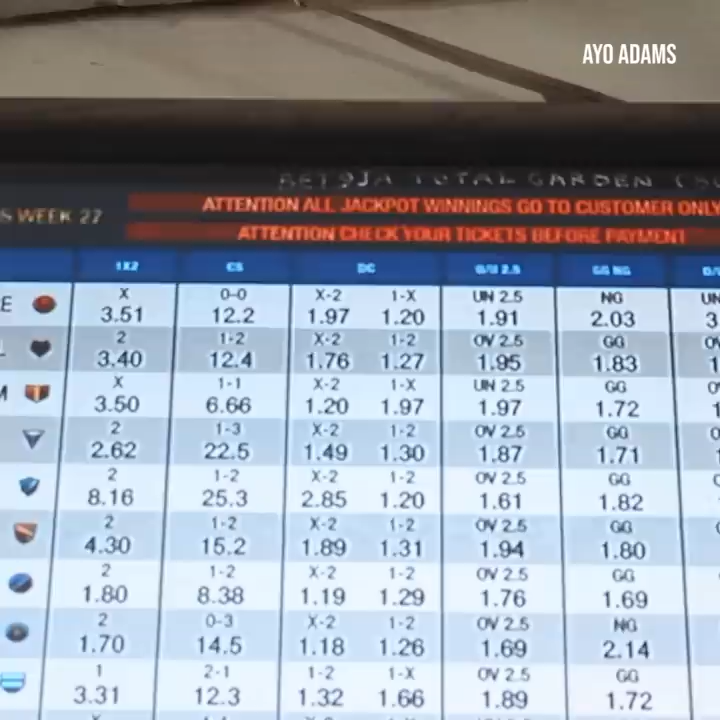 AYO ADAMS
BET9JA TOTAL GARDEN
WEEK 27
ATTENTION ALL JACKPOT WINNINGS GO TO CUSTOMER ONLY
ATTENTION CHECK YOUR TICKETS BEFORE PAYMENT
1X2 CS DC O/U 2.5 GG NG
E X 0-0 X-2 1-X UN 2.5 NG UN
3.51 12.2 1.97 1.20 1.91 2.03
2 1-2 X-2 1-2 OV 2.5 GG
3.40 12.4 1.76 1.27 1.95 1.83
X 1-1 X-2 1-X UN 2.5 GG
3.50 6.66 1.20 1.97 1.97 1.72
2 1-3 X-2 1-2 OV 2.5 GG
2.62 22.5 1.49 1.30 1.87 1.71
2 1-2 X-2 1-2 OV 2.5 GG
8.16 25.3 2.85 1.20 1.61 1.82
2 1-2 X-2 1-2 OV 2.5 GG
4.30 15.2 1.89 1.31 1.94 1.80
2 1-2 X-2 1-2 OV 2.5 GG
1.80 8.38 1.19 1.29 1.76 1.69
2 0-3 X-2 1-2 OV 2.5 NG
1.70 14.5 1.18 1.26 1.69 2.14
1 2-1 1-2 1-X OV 2.5 GG
3.31 12.3 1.32 1.66 1.89 1.72